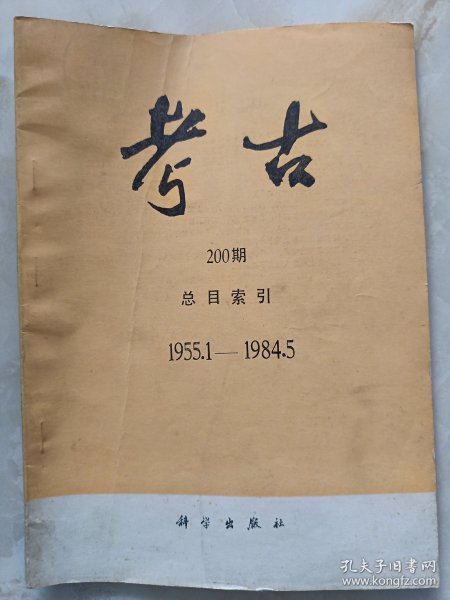 考古
200期
总目索引
1955.1—1984.5
科学出版社
孔夫子旧书网
www.kongfz.com